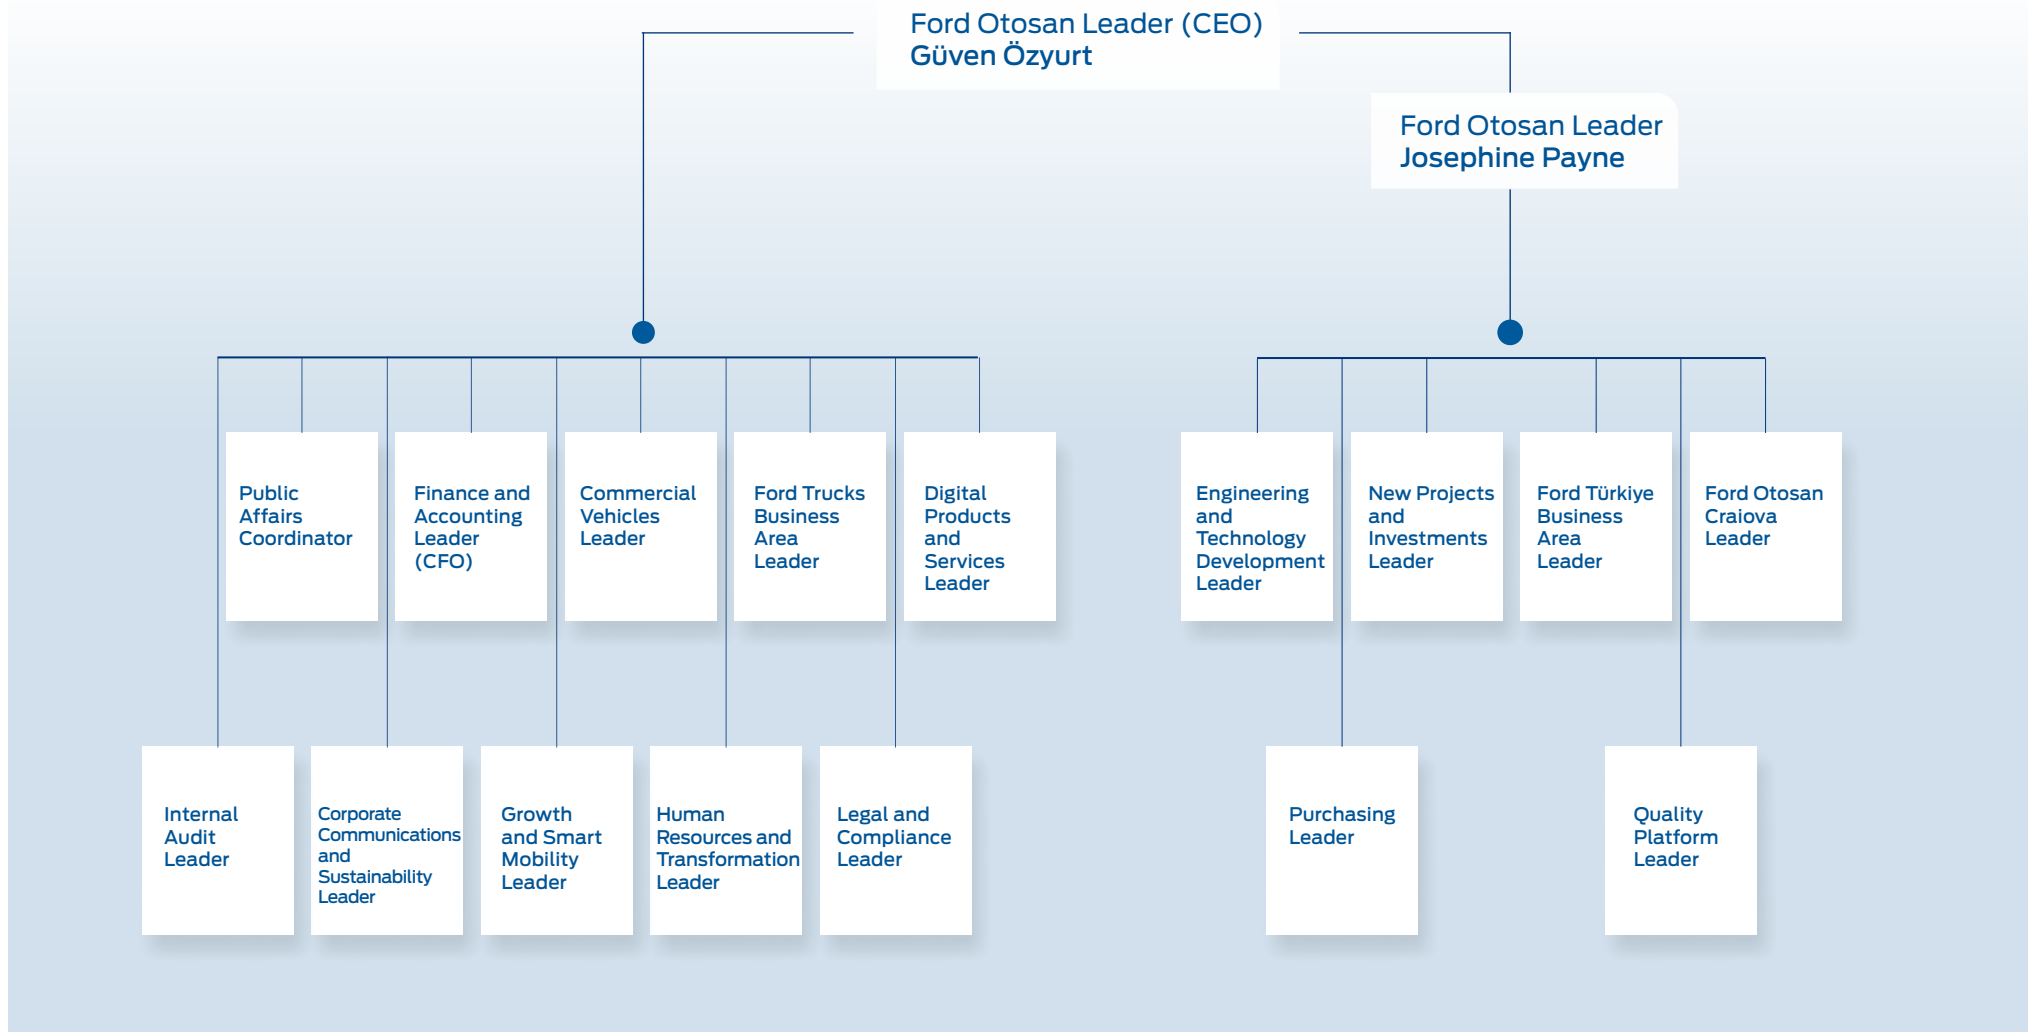 Ford Otosan Leader (CEO)
Güven Özyurt
Ford Otosan Leader
Josephine Payne
Public
Affairs
Coordinator
Finance and
Accounting
Leader
(CFO)
Commercial
Vehicles
Leader
Ford Trucks
Business
Area
Leader
Digital
Products
and
Services
Leader
Engineering
and
Technology
Development
Leader
New Projects
and
Investments
Leader
Ford Türkiye
Business
Area
Leader
Ford Otosan
Craiova
Leader
Internal
Audit
Leader
Corporate
Communications
and
Sustainability
Leader
Growth
and Smart
Mobility
Leader
Human
Resources and
Transformation
Leader
Legal and
Compliance
Leader
Purchasing
Leader
Quality
Platform
Leader